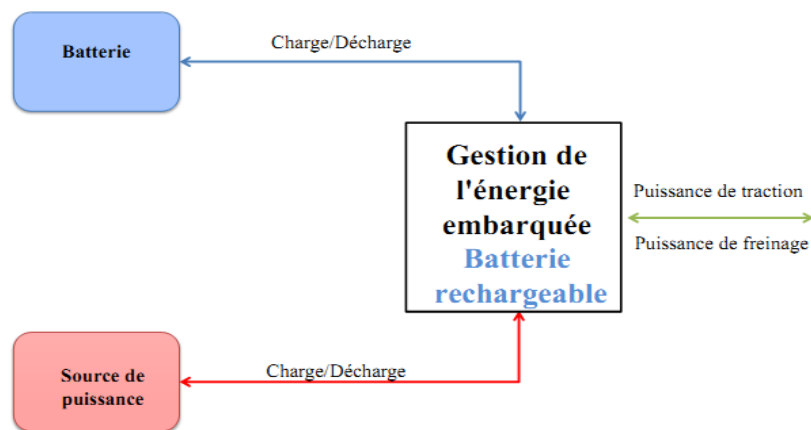 Batterie
Charge/Décharge
Gestion de
l'énergie
embarquée
Batterie
rechargeable
Puissance de traction
Puissance de freinage
Source de
puissance
Charge/Décharge